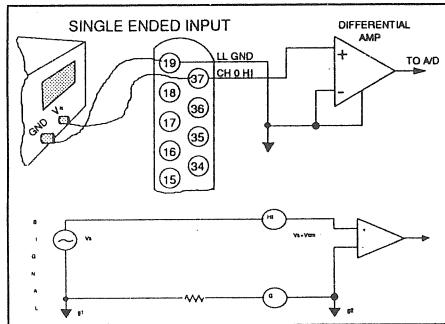 SINGLE ENDED INPUT
DIFFERENTIAL
AMP
LL GND
CH 0 HI
TO A/D
+
-
19
37
18
36
17
35
16
34
15
GND
HI
SIGNAL
Vs
Vs + Vcm
+
-
G
g1
g2